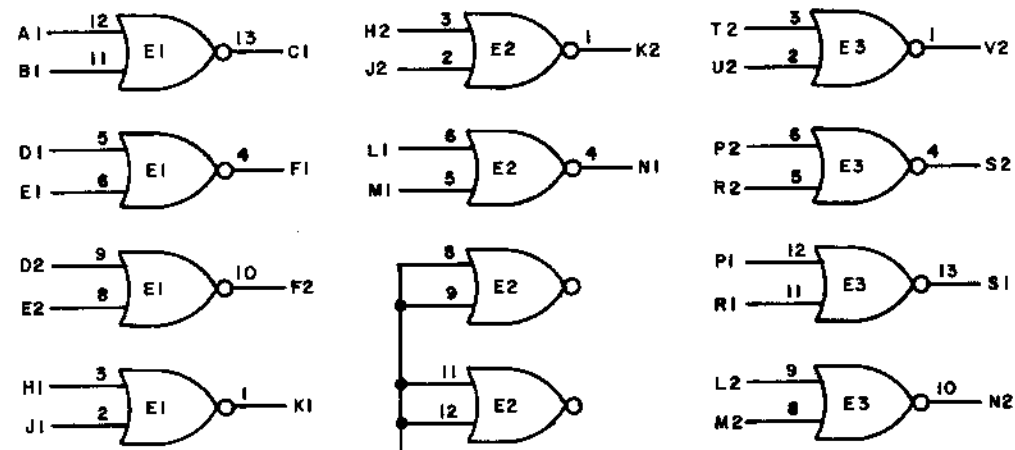 A1 12 E1 13 C1
B1 11
H2 3 E2 1 K2
J2 2
T2 3 E3 1 V2
U2 2
D1 5 E1 4 F1
E1 6
L1 6 E2 4 N1
M1 5
P2 6 E3 4 S2
R2 5
D2 9 E1 10 F2
E2 8
8 E2
9
P1 12 E3 13 S1
R1 11
H1 3 E1 1 K1
J1 2
11 E2
12
L2 9 E3 10 N2
M2 8